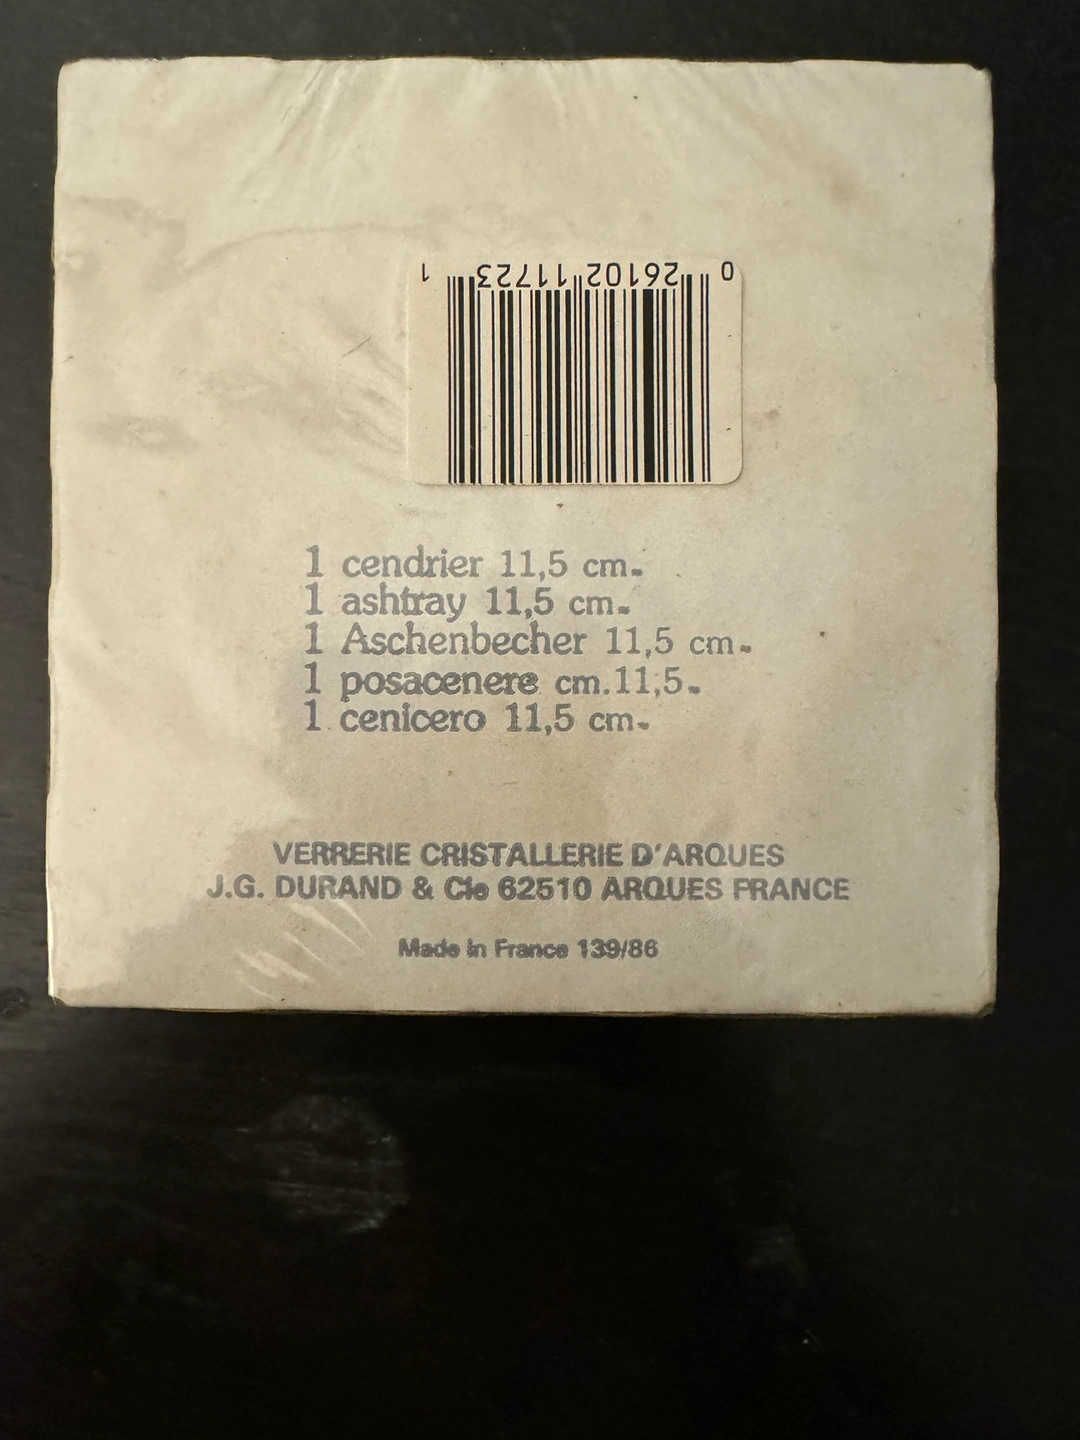 0 26102 11723 1
1 cendrier 11,5 cm.
1 ashtray 11,5 cm.
1 Aschenbecher 11,5 cm.
1 posacenere cm.11,5.
1 cenicero 11,5 cm.
VERRERIE CRISTALLERIE D'ARQUES
J.G. DURAND & Cie 62510 ARQUES FRANCE
Made in France 139/86